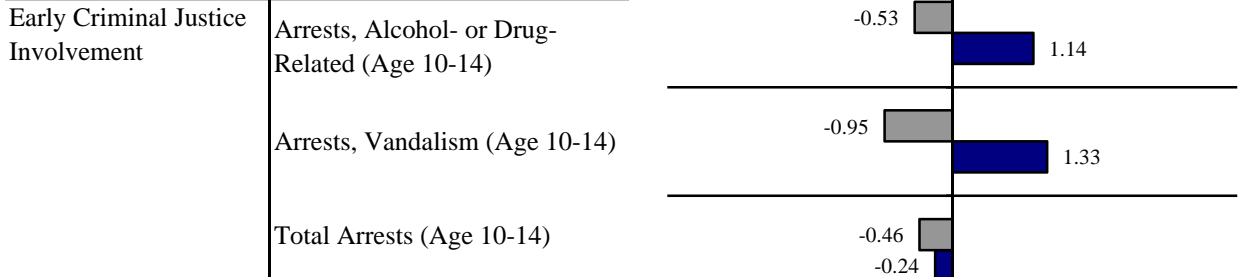 Early Criminal Justice
Involvement
Arrests, Alcohol- or Drug-
Related (Age 10-14)
-0.53
1.14
Arrests, Vandalism (Age 10-14)
-0.95
1.33
Total Arrests (Age 10-14)
-0.46
-0.24